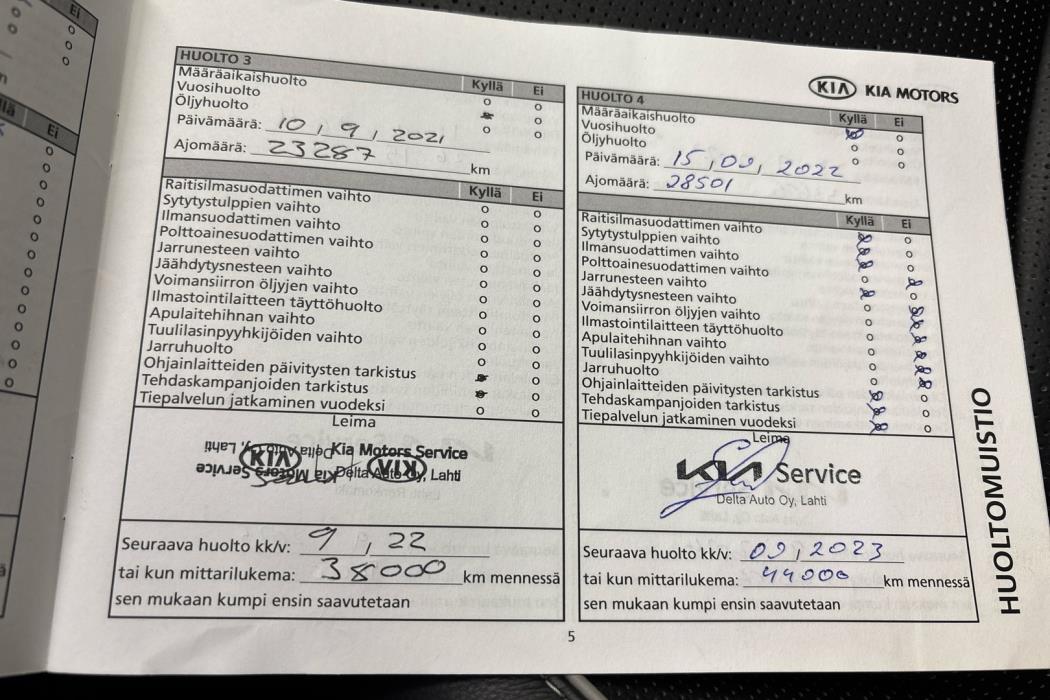 HUOLTO 3
Kyllä Ei
Määräaikaishuolto
Vuosihuolto
Öljyhuolto
Päivämäärä: 10 / 9 / 2021
Ajomäärä: 23287 km
Kyllä Ei
Raitisilmasuodattimen vaihto
Sytytystulppien vaihto
Ilmansuodattimen vaihto
Polttoainesuodattimen vaihto
Jarrunesteen vaihto
Jäähdytysnesteen vaihto
Voimansiirron öljyjen vaihto
Ilmastointilaitteen täyttöhuolto
Apulaitehihnan vaihto
Tuulilasinpyyhkijöiden vaihto
Jarruhuolto
Ohjainlaitteiden päivitysten tarkistus
Tehdaskampanjoiden tarkistus
Tiepalvelun jatkaminen vuodeksi
Leima
Kia Motors Service
Delta Auto Oy, Lahti
Seuraava huolto kk/v: 9 , 22
tai kun mittarilukema: 38000 km mennessä
sen mukaan kumpi ensin saavutetaan
KIA KIA MOTORS
HUOLTO 4
Kyllä Ei
Määräaikaishuolto
Vuosihuolto
Öljyhuolto
Päivämäärä: 15 , 09 , 2022
Ajomäärä: 28501 km
Kyllä Ei
Raitisilmasuodattimen vaihto
Sytytystulppien vaihto
Ilmansuodattimen vaihto
Polttoainesuodattimen vaihto
Jarrunesteen vaihto
Jäähdytysnesteen vaihto
Voimansiirron öljyjen vaihto
Ilmastointilaitteen täyttöhuolto
Apulaitehihnan vaihto
Tuulilasinpyyhkijöiden vaihto
Jarruhuolto
Ohjainlaitteiden päivitysten tarkistus
Tehdaskampanjoiden tarkistus
Tiepalvelun jatkaminen vuodeksi
Leima
KIA Service
Delta Auto Oy, Lahti
Seuraava huolto kk/v: 09 , 2023
tai kun mittarilukema: 44000 km mennessä
sen mukaan kumpi ensin saavutetaan
HUOLTOMUISTIO
5
Ei
Ei